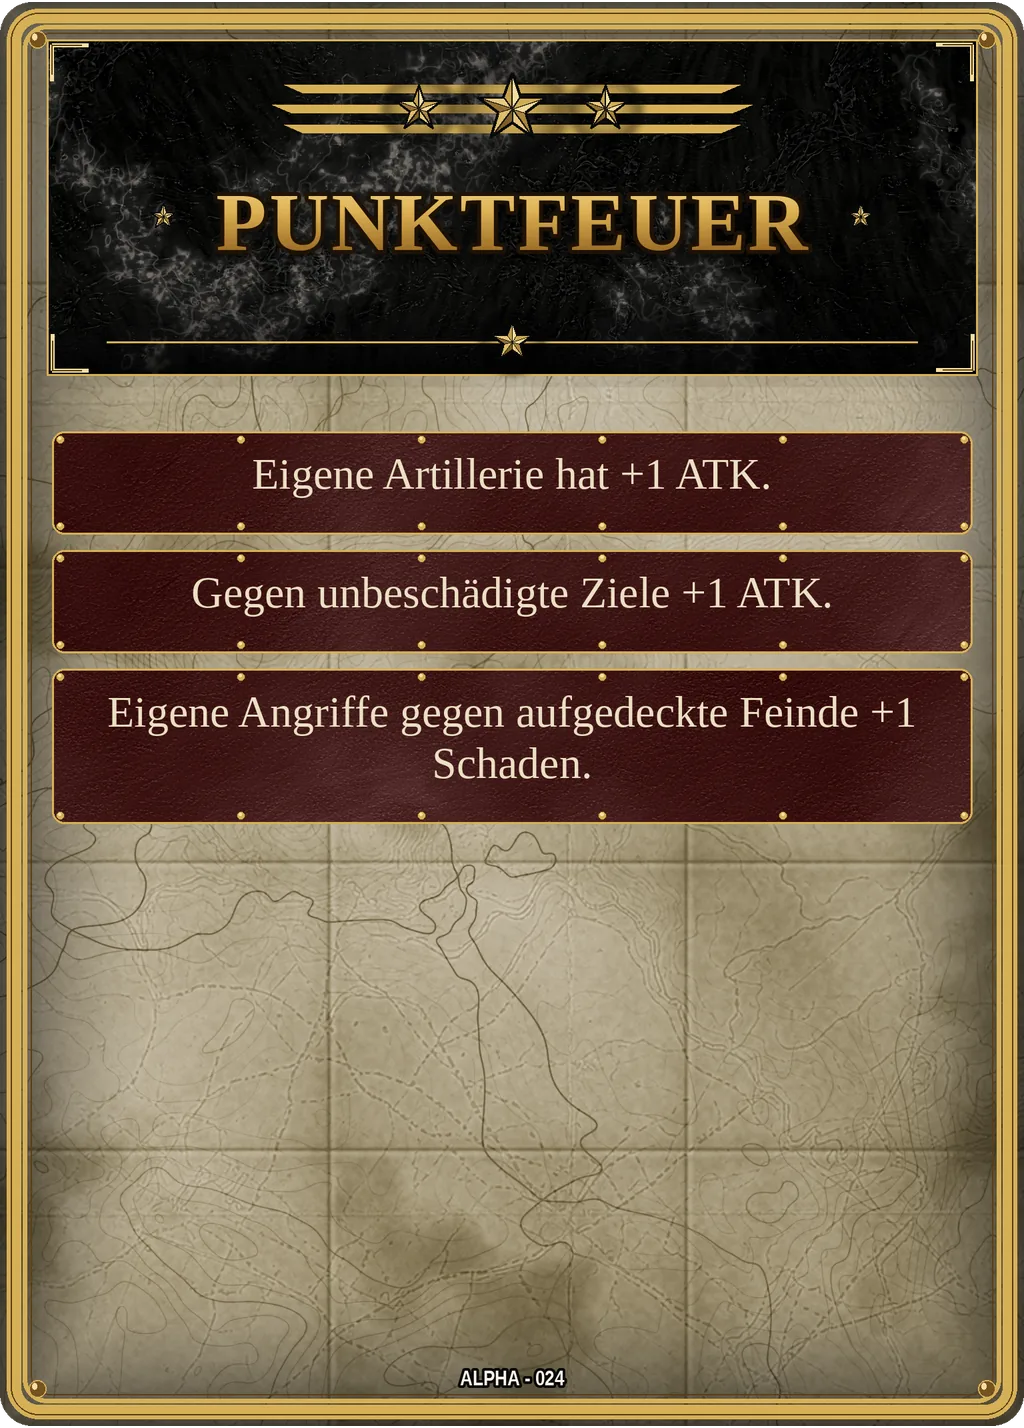 PUNKTFEUER
Eigene Artillerie hat +1 ATK.
Gegen unbeschädigte Ziele +1 ATK.
Eigene Angriffe gegen aufgedeckte Feinde +1
Schaden.
ALPHA - 024